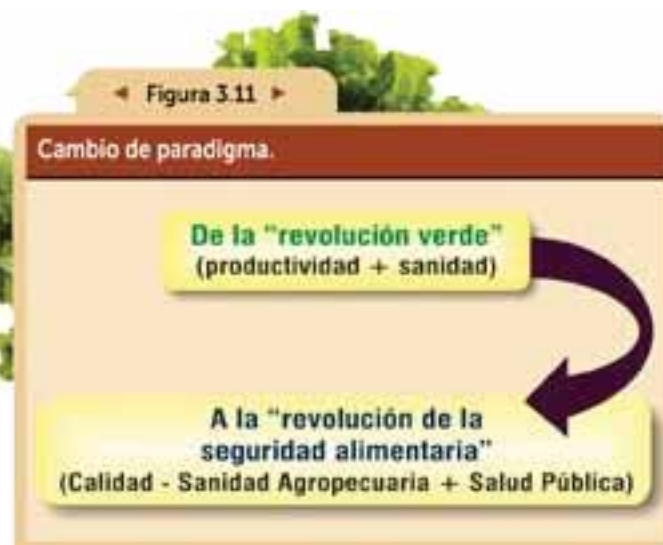 Figura 3.11
Cambio de paradigma.
De la "revolución verde"
(productividad + sanidad)
A la "revolución de la
seguridad alimentaria"
(Calidad - Sanidad Agropecuaria + Salud Pública)